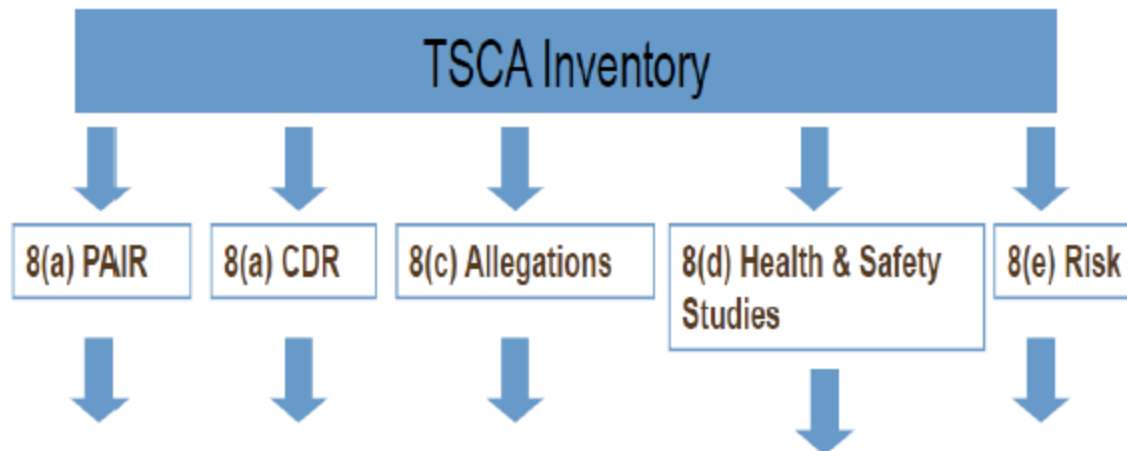 TSCA Inventory
8(a) PAIR
8(a) CDR
8(c) Allegations
8(d) Health & Safety
Studies
8(e) Risk